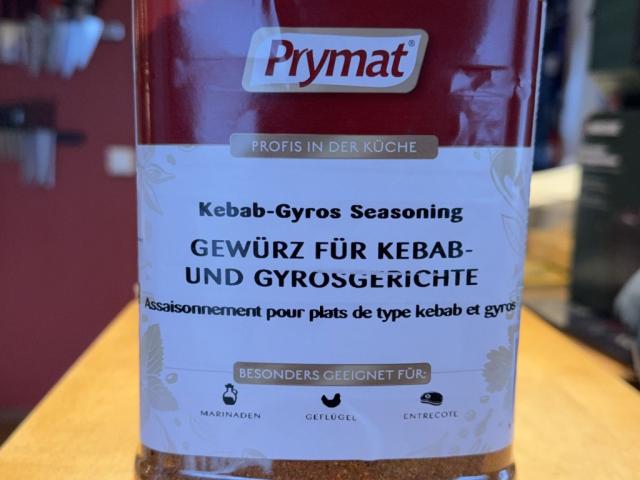 Prymat®
PROFIS IN DER KÜCHE
Kebab-Gyros Seasoning
GEWÜRZ FÜR KEBAB-
UND GYROSGERICHTE
Assaisonnement pour plats de type kebab et gyros
BESONDERS GEEIGNET FÜR:
MARINADEN GEFLÜGEL ENTRECOTE